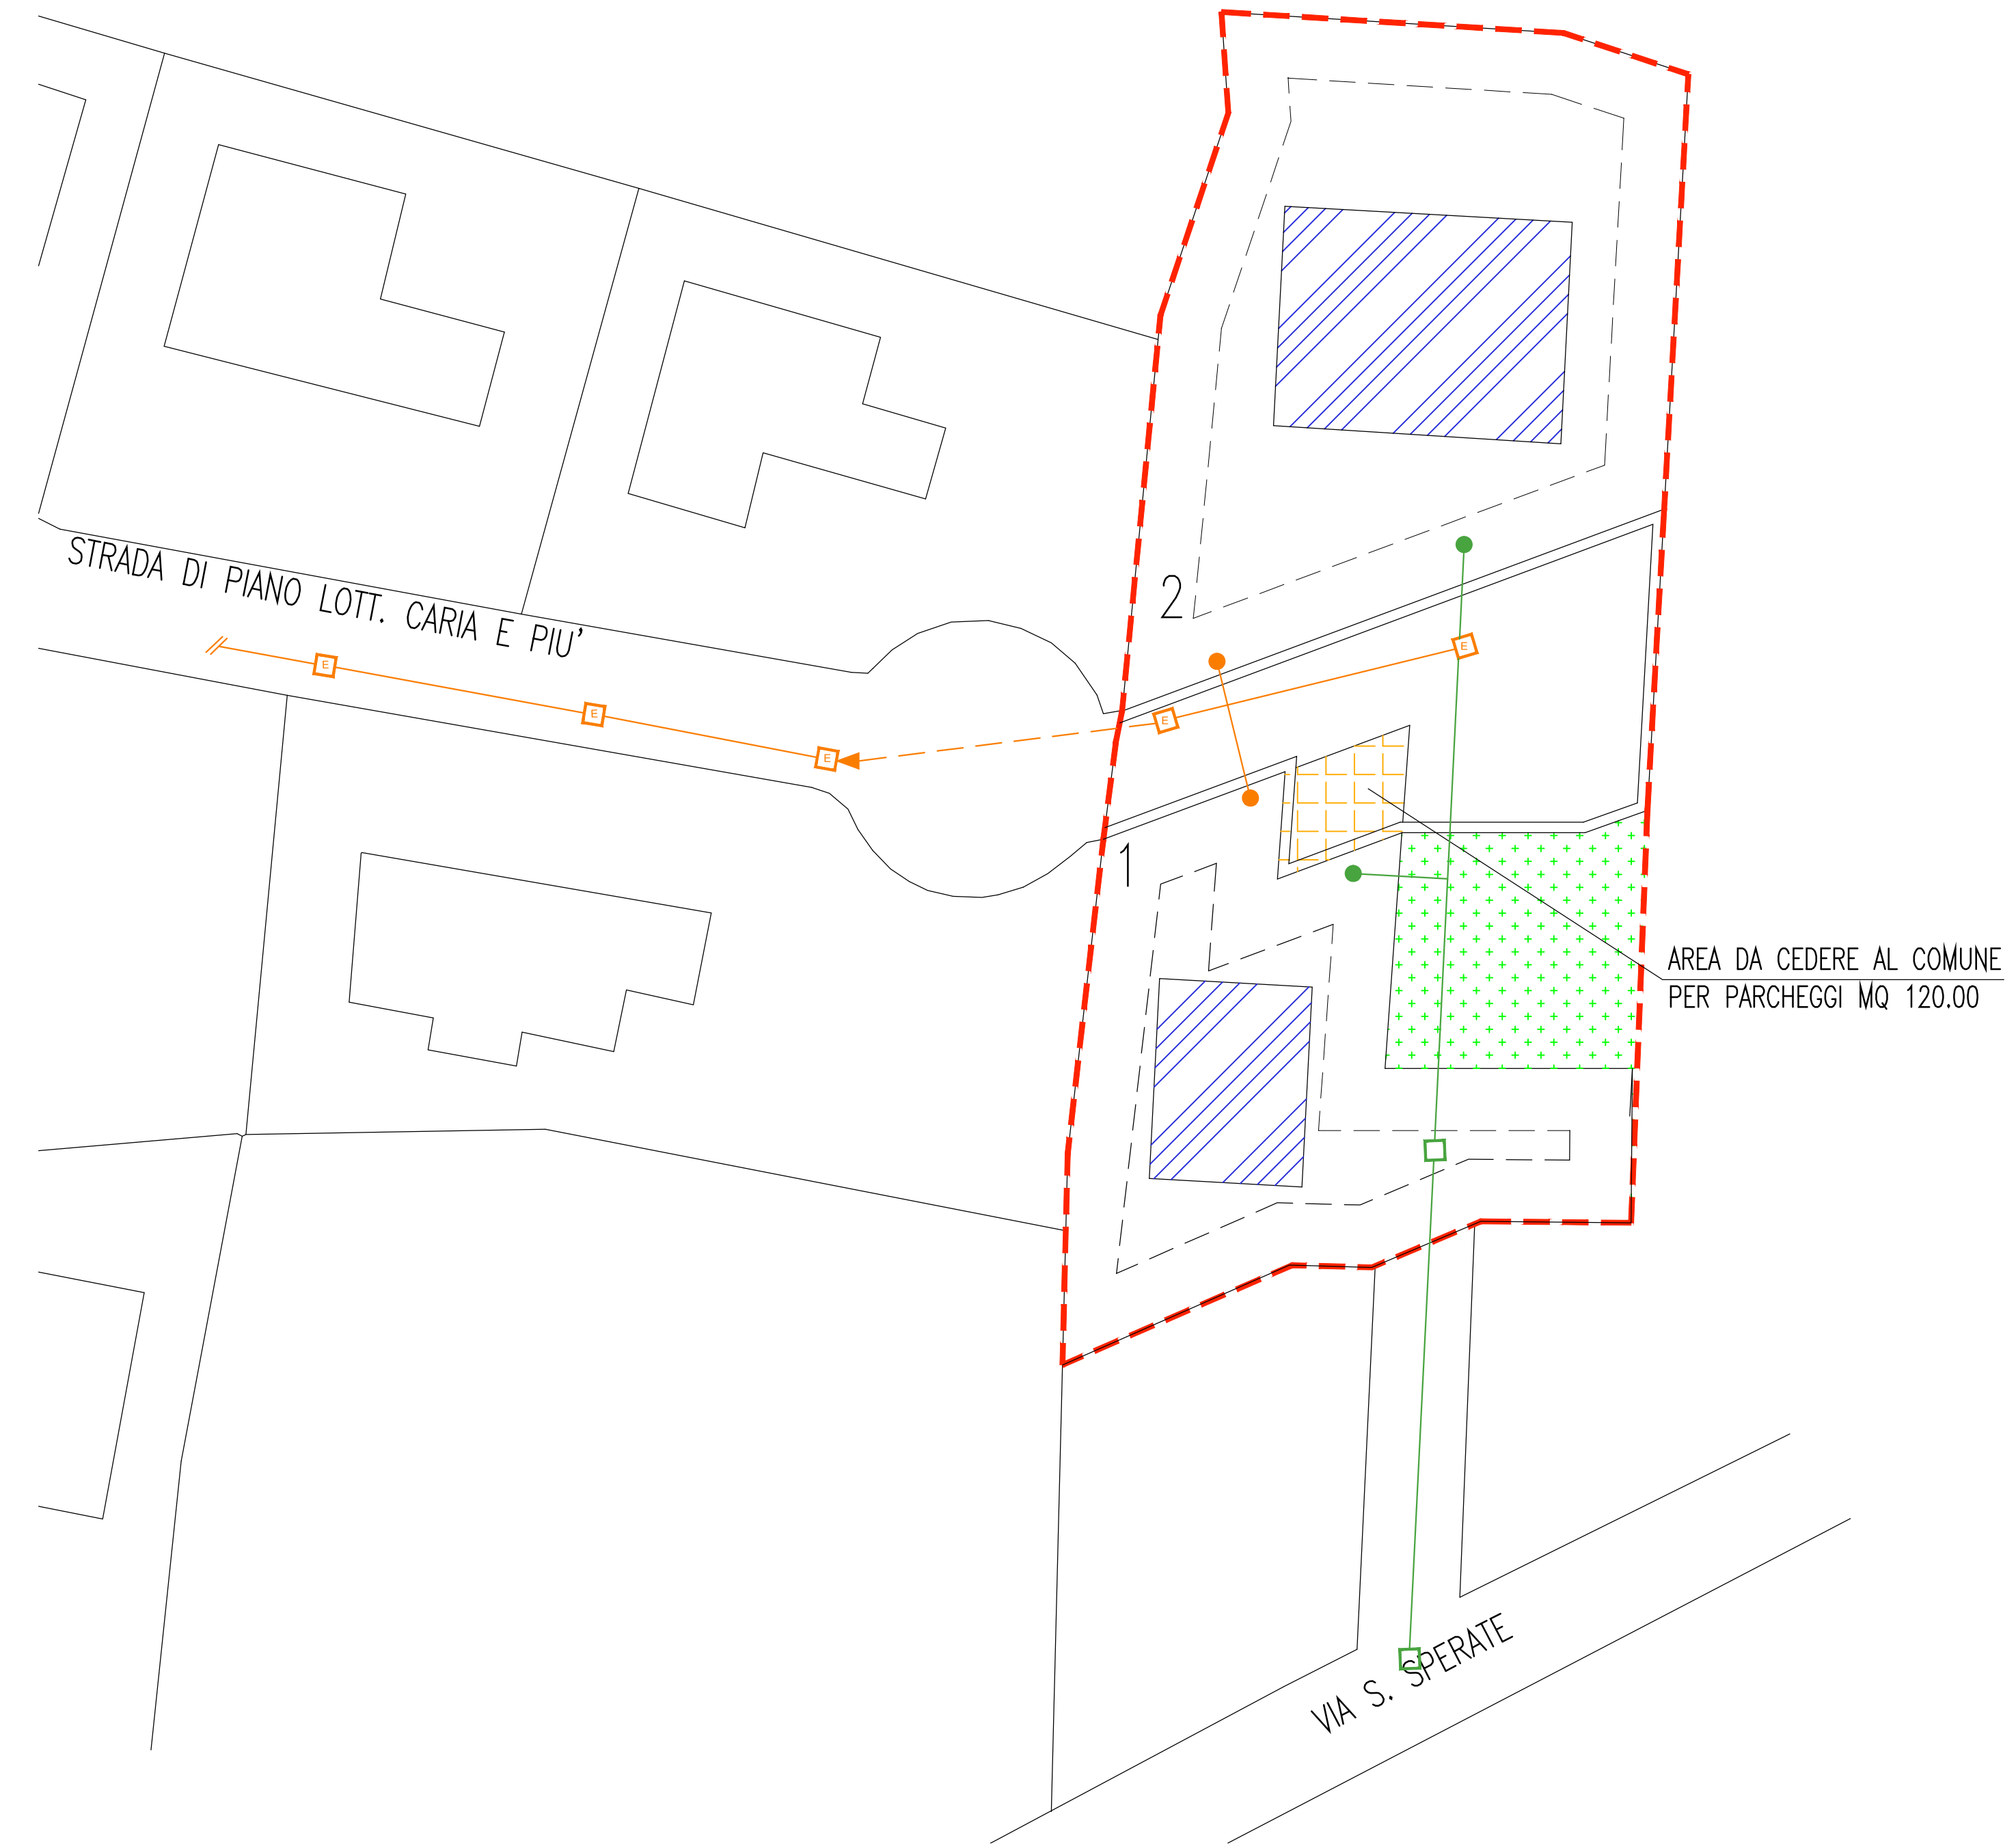 STRADA DI PIANO LOTT. CARIA E PIU'
2
E
E
E
E
E
1
AREA DA CEDERE AL COMUNE
PER PARCHEGGI MQ 120.00
VIA S. SPERATE